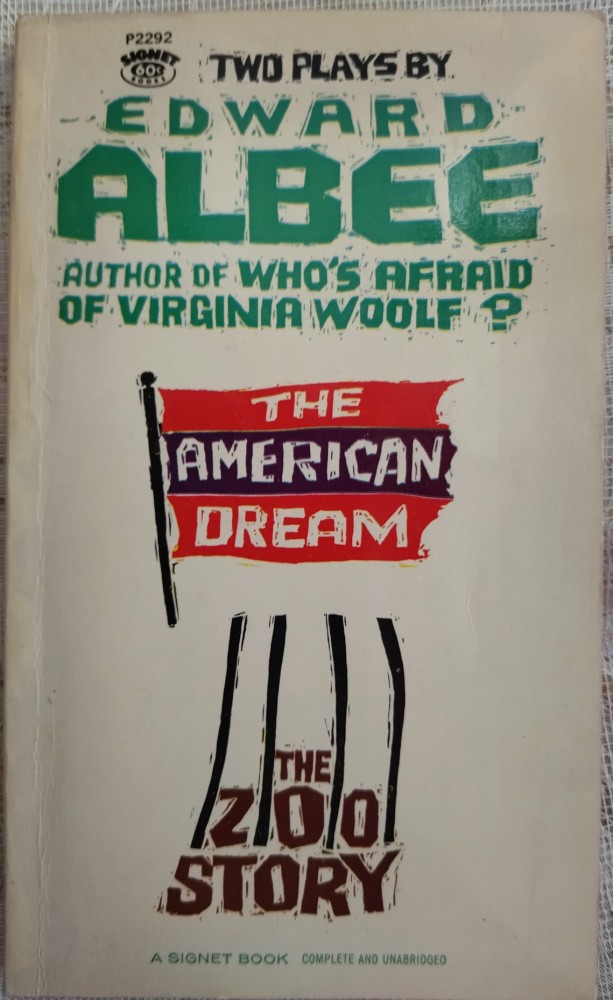 P2292
SIGNET
60¢
BOOKS
TWO PLAYS BY
EDWARD
ALBEE
AUTHOR OF WHO'S AFRAID
OF VIRGINIA WOOLF?
THE
AMERICAN
DREAM
THE
ZOO
STORY
A SIGNET BOOK COMPLETE AND UNABRIDGED